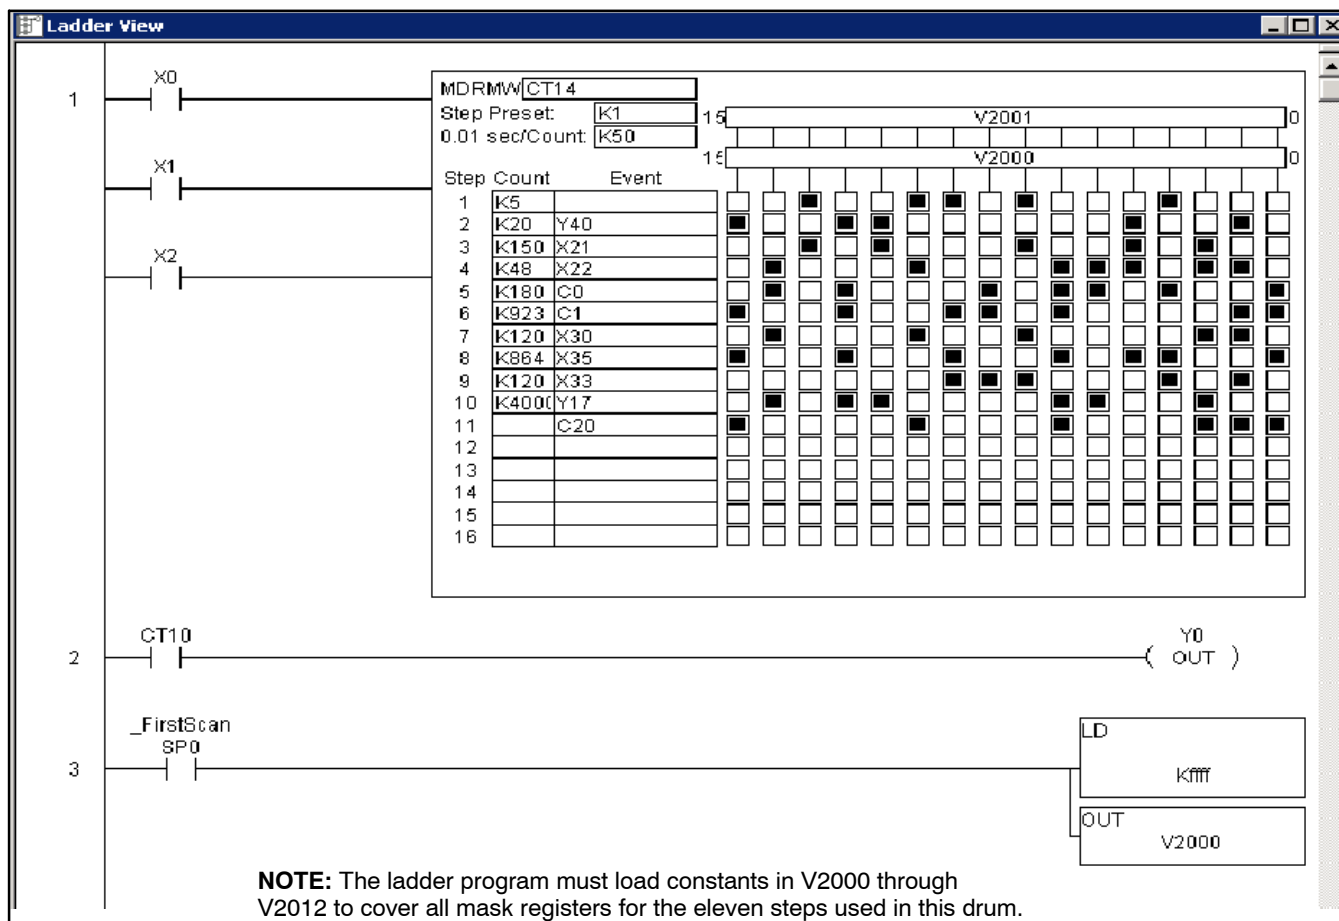 Ladder View
1
X0
X1
X2
MDRMW CT14
Step Preset: K1
0.01 sec/Count: K50
15 V2001 0
15 V2000 0
Step Count Event
1 K5
2 K20 Y40
3 K150 X21
4 K48 X22
5 K180 C0
6 K923 C1
7 K120 X30
8 K864 X35
9 K120 X33
10 K4000 Y17
11 C20
12
13
14
15
16
2
CT10
Y0
OUT
3
_FirstScan
SP0
LD
Kffff
OUT
V2000
NOTE: The ladder program must load constants in V2000 through
V2012 to cover all mask registers for the eleven steps used in this drum.